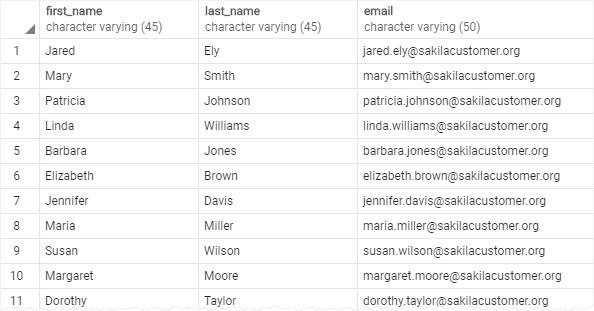 first_name last_name email
character varying (45) character varying (45) character varying (50)
1 Jared Ely jared.ely@sakilacustomer.org
2 Mary Smith mary.smith@sakilacustomer.org
3 Patricia Johnson patricia.johnson@sakilacustomer.org
4 Linda Williams linda.williams@sakilacustomer.org
5 Barbara Jones barbara.jones@sakilacustomer.org
6 Elizabeth Brown elizabeth.brown@sakilacustomer.org
7 Jennifer Davis jennifer.davis@sakilacustomer.org
8 Maria Miller maria.miller@sakilacustomer.org
9 Susan Wilson susan.wilson@sakilacustomer.org
10 Margaret Moore margaret.moore@sakilacustomer.org
11 Dorothy Taylor dorothy.taylor@sakilacustomer.org